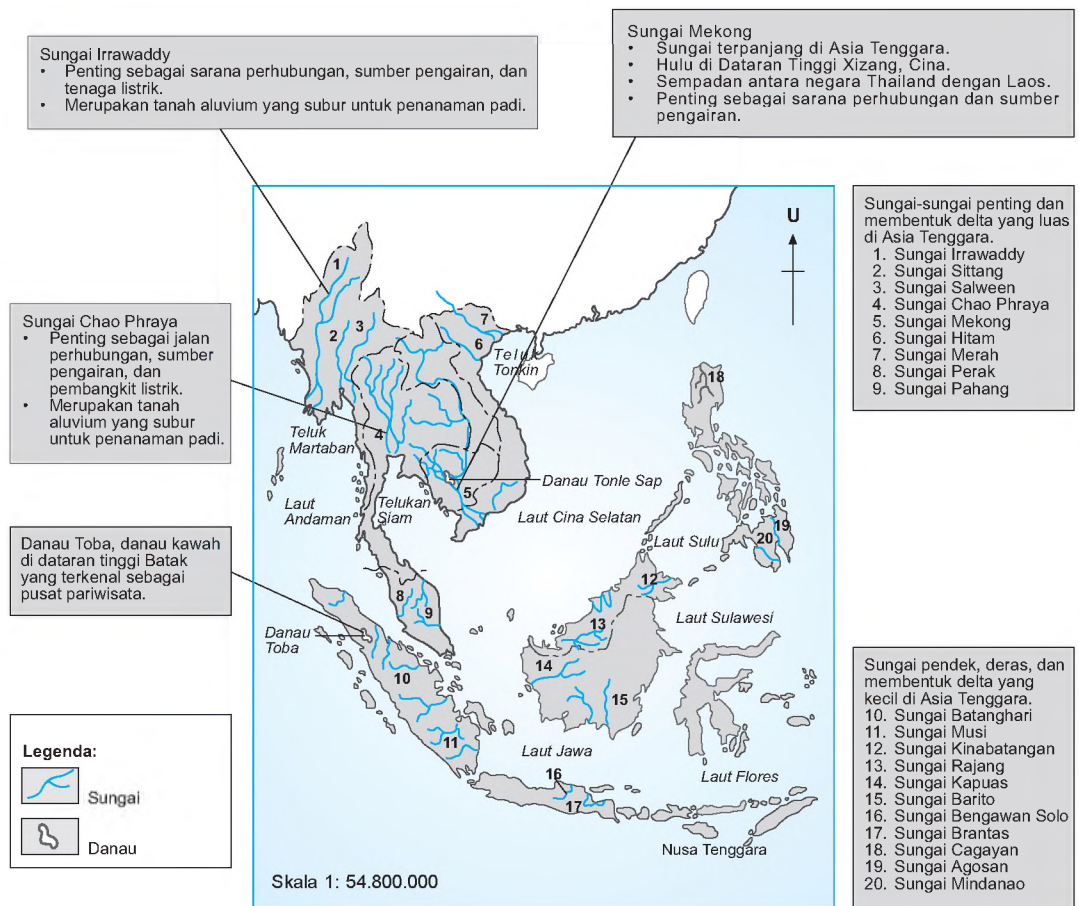 Sungai Irrawaddy
• Penting sebagai sarana perhubungan, sumber pengairan, dan
tenaga listrik.
• Merupakan tanah aluvium yang subur untuk penanaman padi.
Sungai Mekong
• Sungai terpanjang di Asia Tenggara.
• Hulu di Dataran Tinggi Xizang, Cina.
• Sempadan antara negara Thailand dengan Laos.
• Penting sebagai sarana perhubungan dan sumber
pengairan.
Sungai Chao Phraya
• Penting sebagai jalan
perhubungan, sumber
pengairan, dan
pembangkit listrik.
• Merupakan tanah
aluvium yang subur
untuk penanaman padi.
Danau Toba, danau kawah
di dataran tinggi Batak
yang terkenal sebagai
pusat pariwisata.
Legenda:
Sungai
Danau
U
1
2
3
7
6
Teluk
Tonkin
18
4
Teluk
Martaban
5
Danau Tonle Sap
Laut
Andaman
Telukan
Siam
Laut Cina Selatan
19
20
Laut Sulu
12
8
9
13
Laut Sulawesi
Danau
Toba
14
10
15
11
Laut Jawa
16
17
Laut Flores
Nusa Tenggara
Skala 1: 54.800.000
Sungai-sungai penting dan
membentuk delta yang luas
di Asia Tenggara.
1. Sungai Irrawaddy
2. Sungai Sittang
3. Sungai Salween
4. Sungai Chao Phraya
5. Sungai Mekong
6. Sungai Hitam
7. Sungai Merah
8. Sungai Perak
9. Sungai Pahang
Sungai pendek, deras, dan
membentuk delta yang
kecil di Asia Tenggara.
10. Sungai Batanghari
11. Sungai Musi
12. Sungai Kinabatangan
13. Sungai Rajang
14. Sungai Kapuas
15. Sungai Barito
16. Sungai Bengawan Solo
17. Sungai Brantas
18. Sungai Cagayan
19. Sungai Agosan
20. Sungai Mindanao